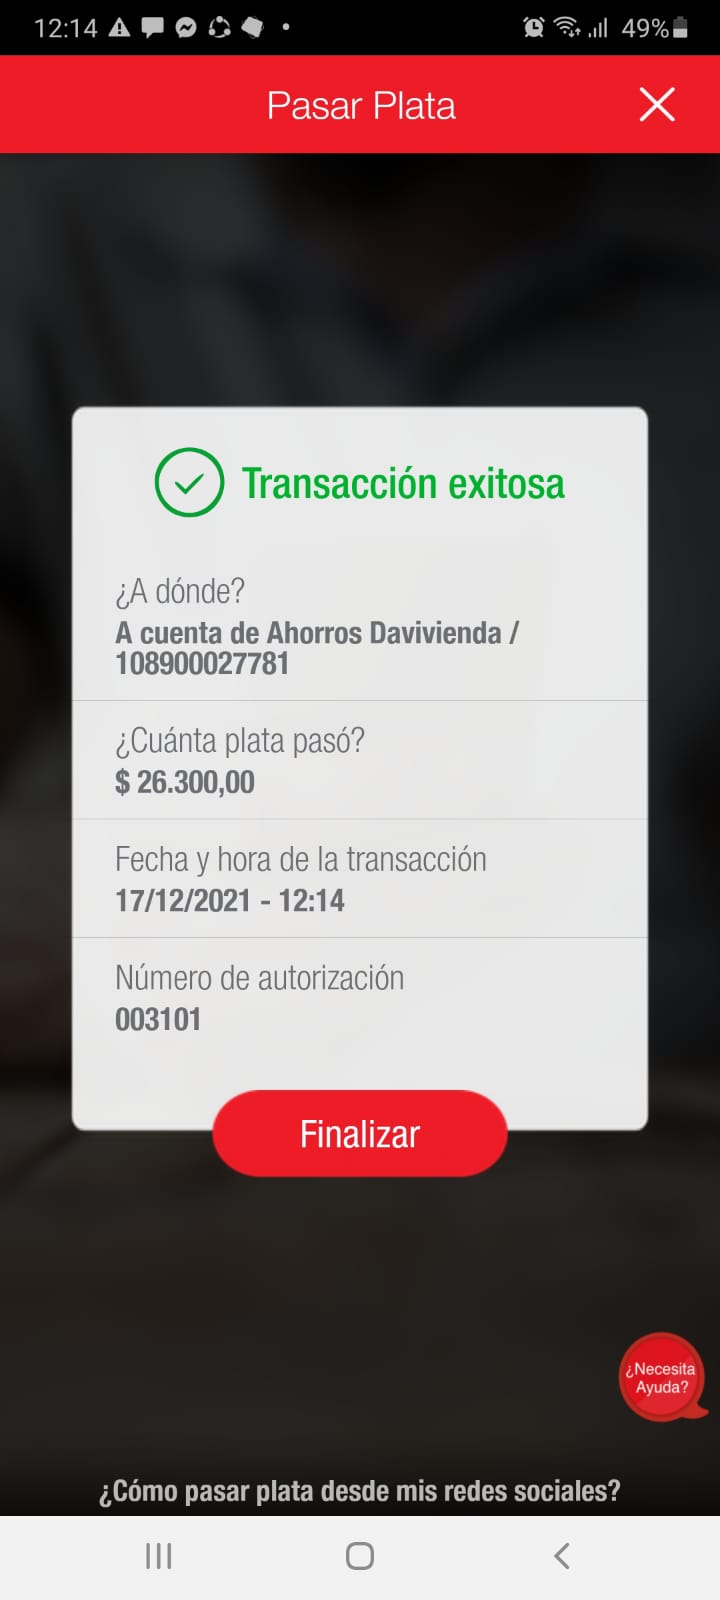 12:14
49%
Pasar Plata
Transacción exitosa
¿A dónde?
A cuenta de Ahorros Davivienda /
108900027781
¿Cuánta plata pasó?
$ 26.300,00
Fecha y hora de la transacción
17/12/2021 - 12:14
Número de autorización
003101
Finalizar
¿Necesita
Ayuda?
¿Cómo pasar plata desde mis redes sociales?